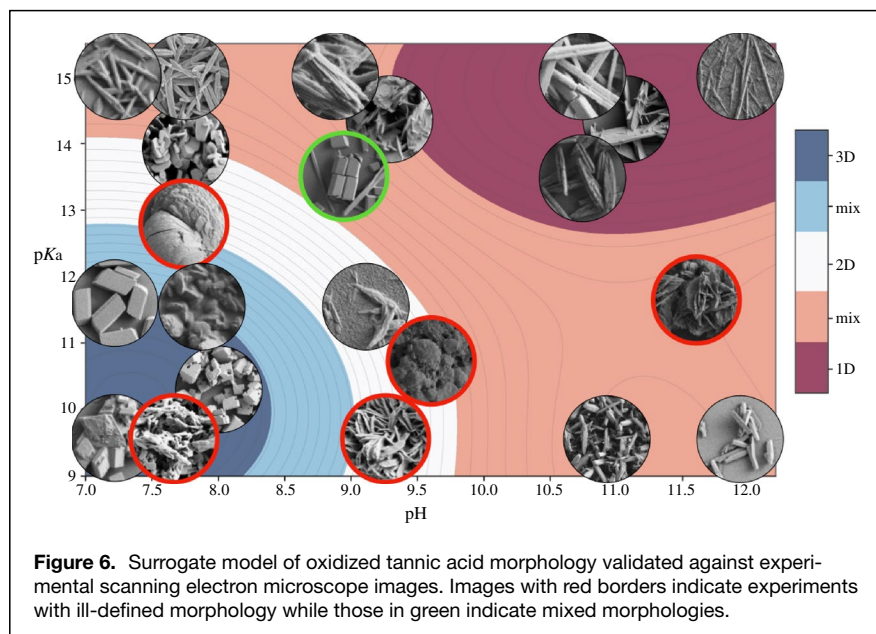 15
14
13
pKa
12
11
10
9
7.0 7.5 8.0 8.5 9.0 9.5 10.0 10.5 11.0 11.5 12.0
pH
3D
mix
2D
mix
1D
Figure 6. Surrogate model of oxidized tannic acid morphology validated against experi-
mental scanning electron microscope images. Images with red borders indicate experiments
with ill-defined morphology while those in green indicate mixed morphologies.